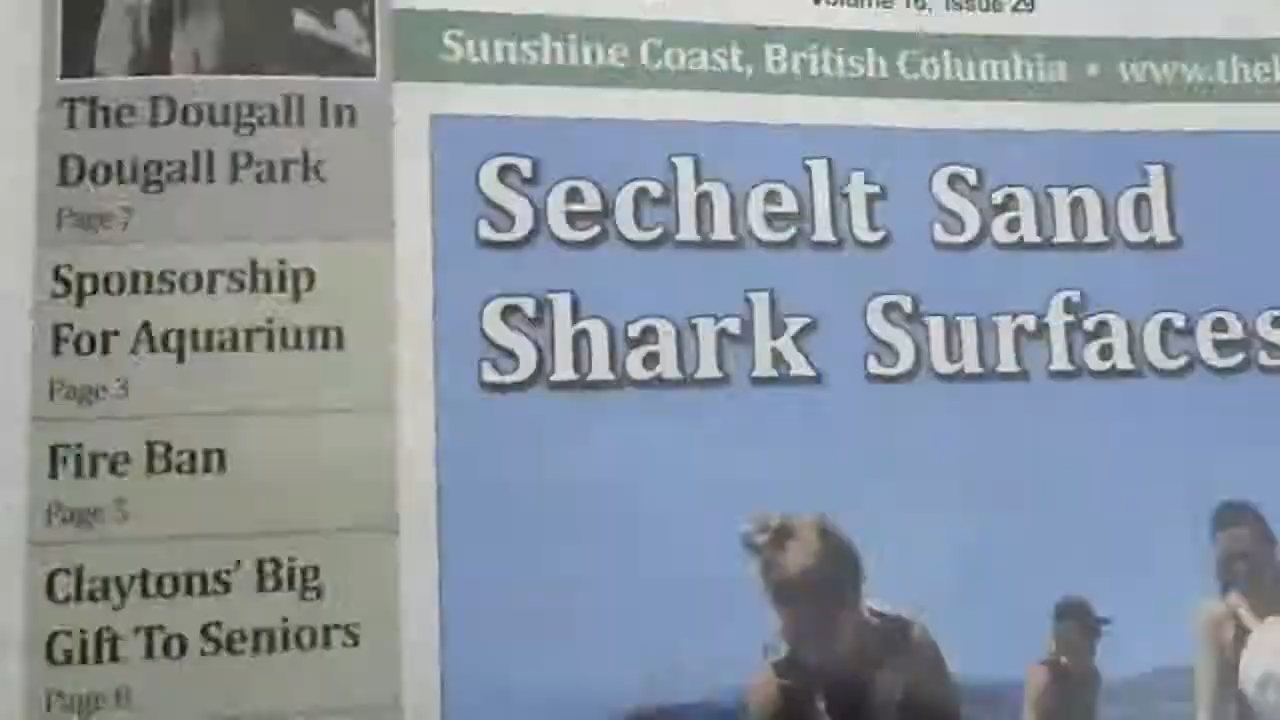 Volume 16, Issue 29
Sunshine Coast, British Columbia • www.thel
The Dougall In
Dougall Park
Page 7
Sponsorship
For Aquarium
Page 3
Fire Ban
Page 5
Claytons' Big
Gift To Seniors
Page
Sechelt Sand
Shark Surfaces